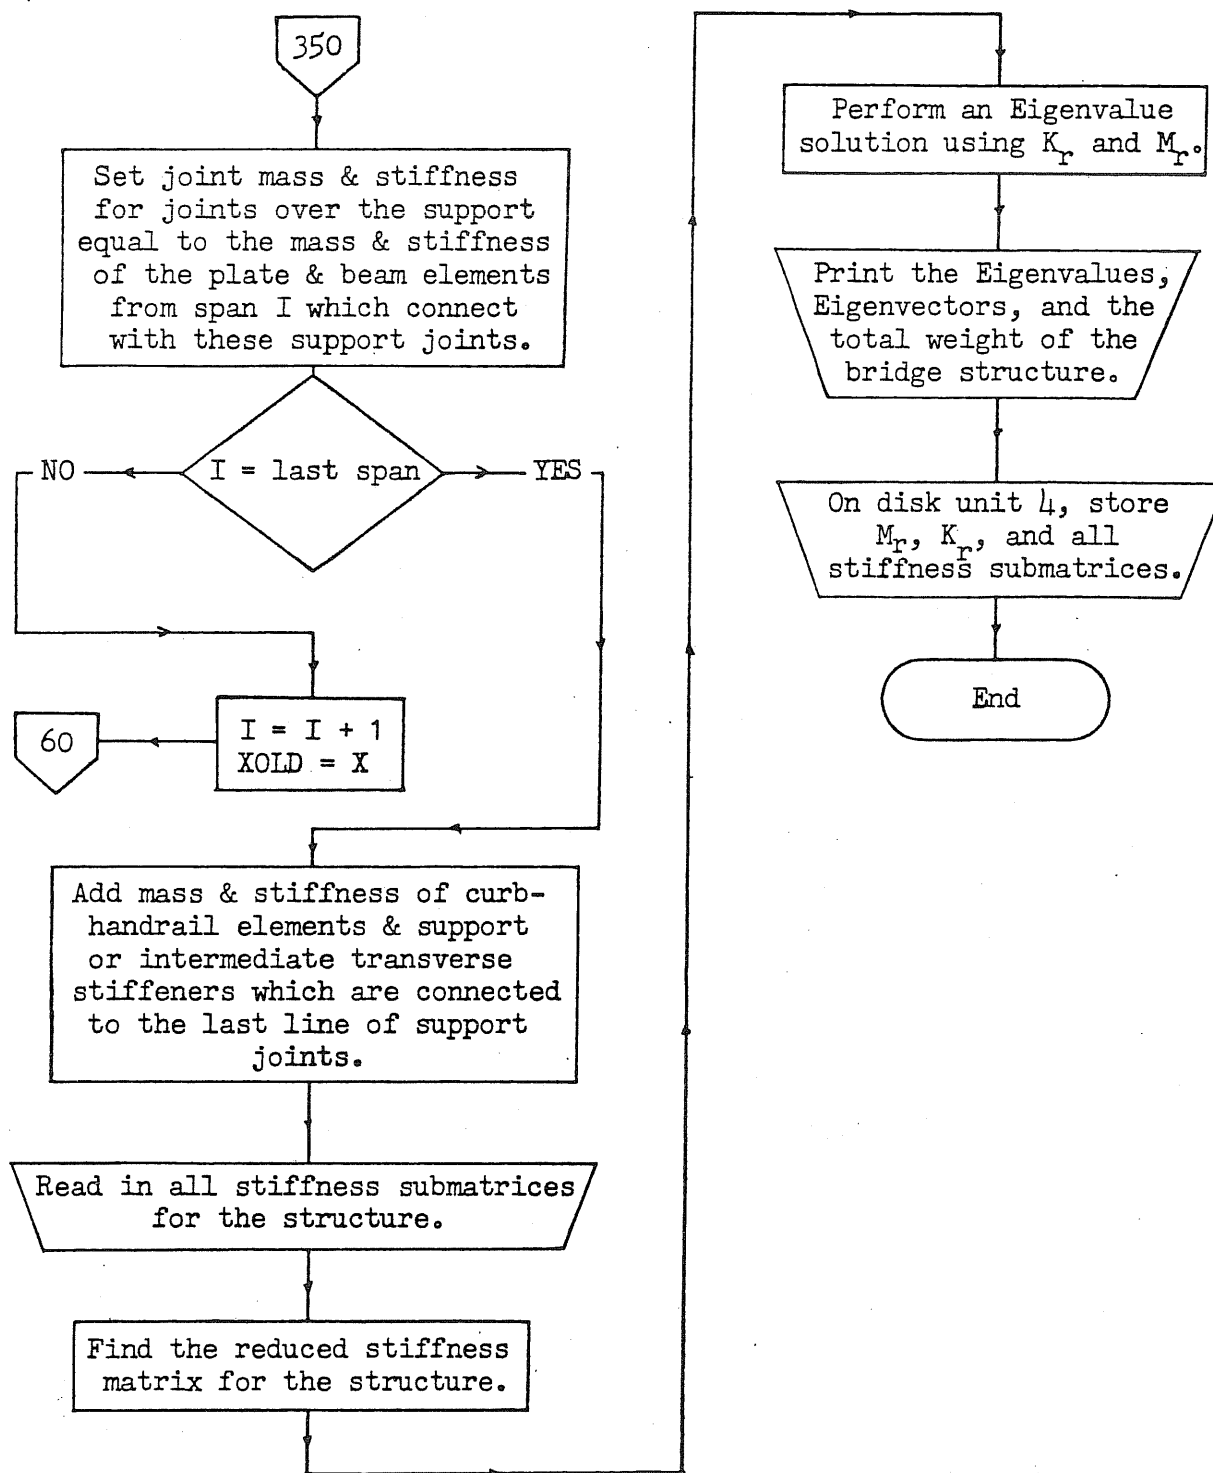 350
Set joint mass & stiffness
for joints over the support
equal to the mass & stiffness
of the plate & beam elements
from span I which connect
with these support joints.
NO
I = last span
YES
I = I + 1
XOLD = X
60
Add mass & stiffness of curb-
handrail elements & support
or intermediate transverse
stiffeners which are connected
to the last line of support
joints.
Read in all stiffness submatrices
for the structure.
Find the reduced stiffness
matrix for the structure.
Perform an Eigenvalue
solution using Kr and Mr.
Print the Eigenvalues,
Eigenvectors, and the
total weight of the
bridge structure.
On disk unit 4, store
Mr, Kr, and all
stiffness submatrices.
End